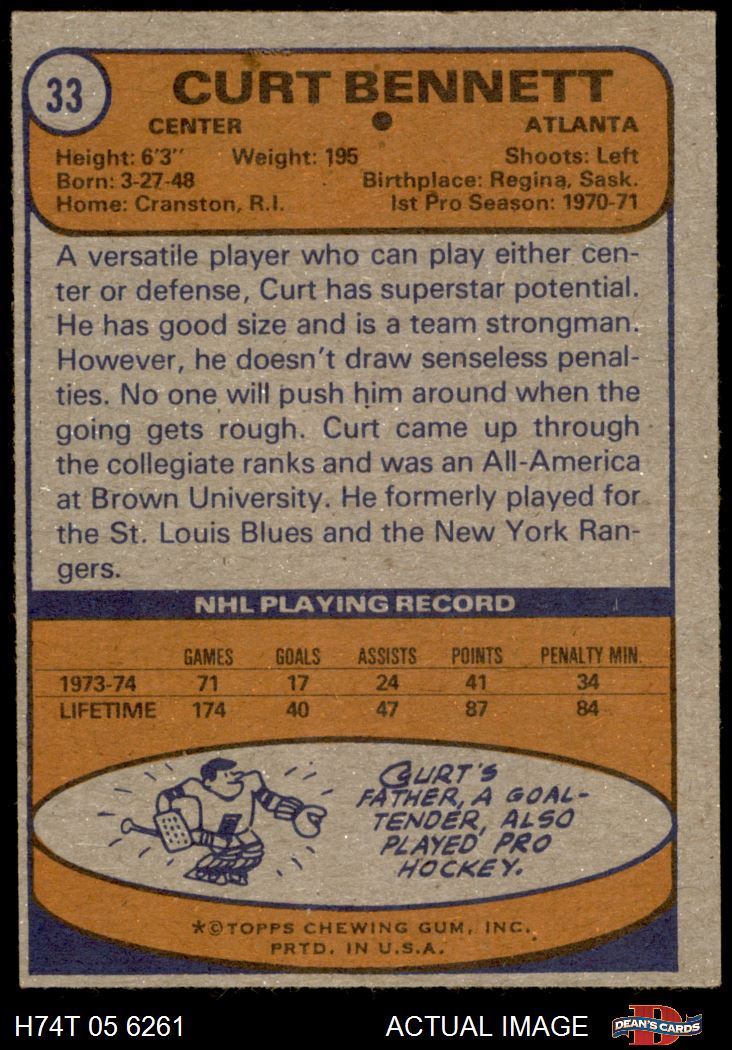 33
CURT BENNETT
CENTER ATLANTA
Height: 6'3" Weight: 195 Shoots: Left
Born: 3-27-48 Birthplace: Regina, Sask.
Home: Cranston, R.I. 1st Pro Season: 1970-71
A versatile player who can play either cen-
ter or defense, Curt has superstar potential.
He has good size and is a team strongman.
However, he doesn't draw senseless penal-
ties. No one will push him around when the
going gets rough. Curt came up through
the collegiate ranks and was an All-America
at Brown University. He formerly played for
the St. Louis Blues and the New York Ran-
gers.
NHL PLAYING RECORD
GAMES GOALS ASSISTS POINTS PENALTY MIN.
1973-74 71 17 24 41 34
LIFETIME 174 40 47 87 84
CURT'S
FATHER, A GOAL-
TENDER, ALSO
PLAYED PRO
HOCKEY.
*©TOPPS CHEWING GUM, INC.
PRTD. IN U.S.A.
H74T 05 6261 ACTUAL IMAGE D DEAN'S CARDS